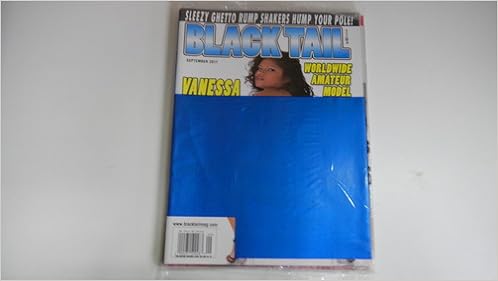 SLEEZY GHETTO RUMP SHAKERS HUMP YOUR POLE!
BLACK TAIL
SEPTEMBER 2011
VANESSA
WORLDWIDE
AMATEUR
MODEL
www.blacktailmag.com